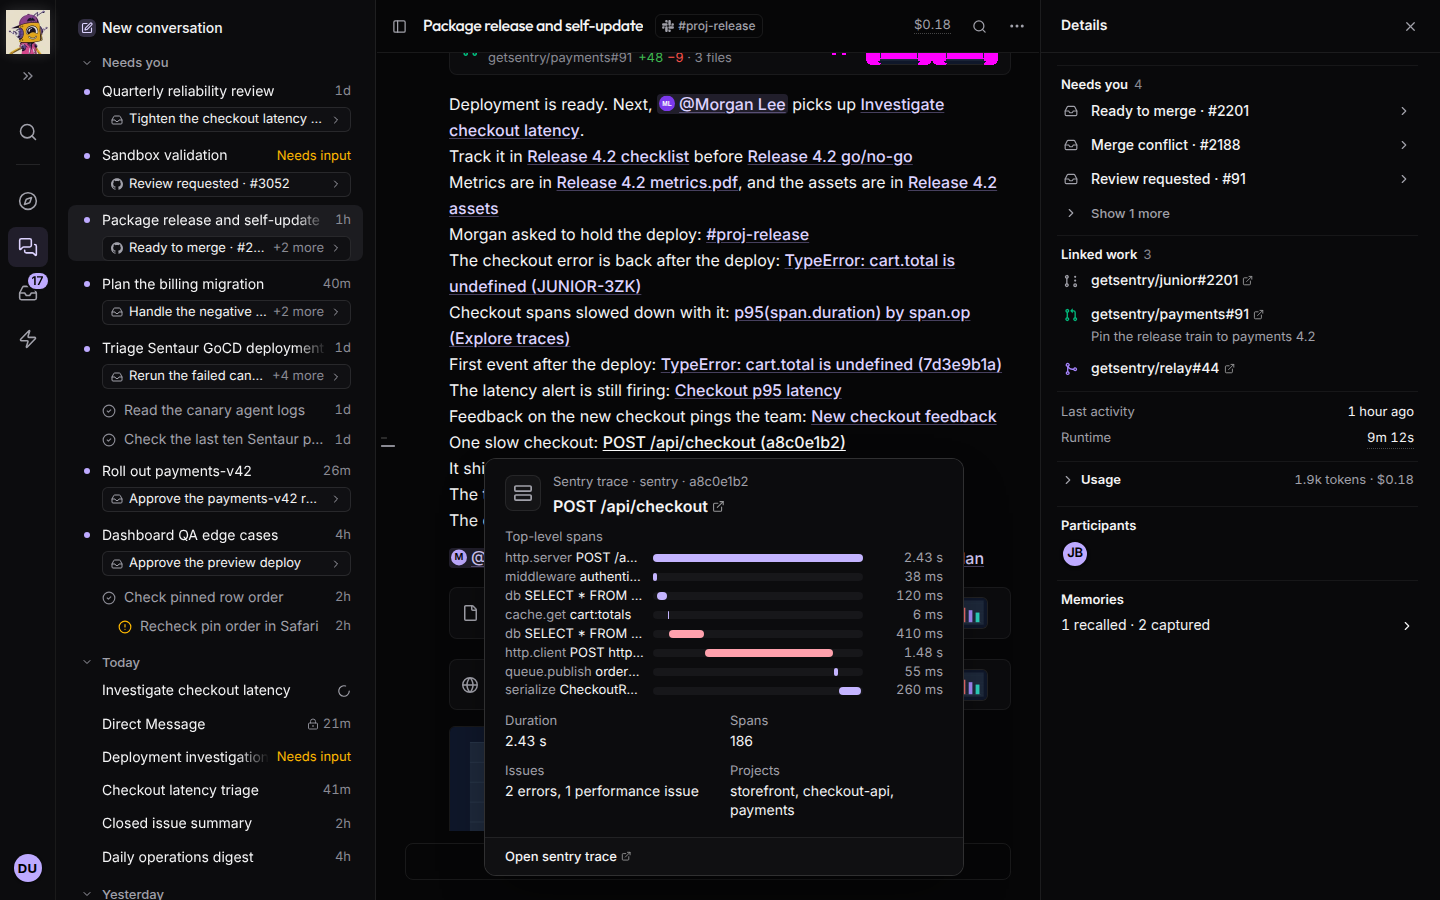 New conversation
Needs you
Quarterly reliability review 1d
Tighten the checkout latency ...
Sandbox validation Needs input
Review requested · #3052
Package release and self-update 1h
Ready to merge · #2... +2 more
Plan the billing migration 40m
Handle the negative ... +2 more
Triage Sentaur GoCD deployment 1d
Rerun the failed can... +4 more
Read the canary agent logs 1d
Check the last ten Sentaur p... 1d
Roll out payments-v42 26m
Approve the payments-v42 r...
Dashboard QA edge cases 4h
Approve the preview deploy
Check pinned row order 2h
Recheck pin order in Safari 2h
Today
Investigate checkout latency
Direct Message 21m
Deployment investigation Needs input
Checkout latency triage 41m
Closed issue summary 2h
Daily operations digest 4h
Yesterday
17
DU
Package release and self-update #proj-release $0.18
getsentry/payments#91 +48 −9 · 3 files
Deployment is ready. Next, ML @Morgan Lee picks up Investigate
checkout latency.
Track it in Release 4.2 checklist before Release 4.2 go/no-go
Metrics are in Release 4.2 metrics.pdf, and the assets are in Release 4.2
assets
Morgan asked to hold the deploy: #proj-release
The checkout error is back after the deploy: TypeError: cart.total is
undefined (JUNIOR-3ZK)
Checkout spans slowed down with it: p95(span.duration) by span.op
(Explore traces)
First event after the deploy: TypeError: cart.total is undefined (7d3e9b1a)
The latency alert is still firing: Checkout p95 latency
Feedback on the new checkout pings the team: New checkout feedback
One slow checkout: POST /api/checkout (a8c0e1b2)
It shi
The
The
M @
lan
Sentry trace · sentry · a8c0e1b2
POST /api/checkout
Top-level spans
http.server POST /a... 2.43 s
middleware authenti... 38 ms
db SELECT * FROM ... 120 ms
cache.get cart:totals 6 ms
db SELECT * FROM ... 410 ms
http.client POST http... 1.48 s
queue.publish order... 55 ms
serialize CheckoutR... 260 ms
Duration Spans
2.43 s 186
Issues Projects
2 errors, 1 performance issue storefront, checkout-api,
payments
Open sentry trace
Details
Needs you 4
Ready to merge · #2201
Merge conflict · #2188
Review requested · #91
Show 1 more
Linked work 3
getsentry/junior#2201
getsentry/payments#91
Pin the release train to payments 4.2
getsentry/relay#44
Last activity 1 hour ago
Runtime 9m 12s
Usage 1.9k tokens · $0.18
Participants
JB
Memories
1 recalled · 2 captured